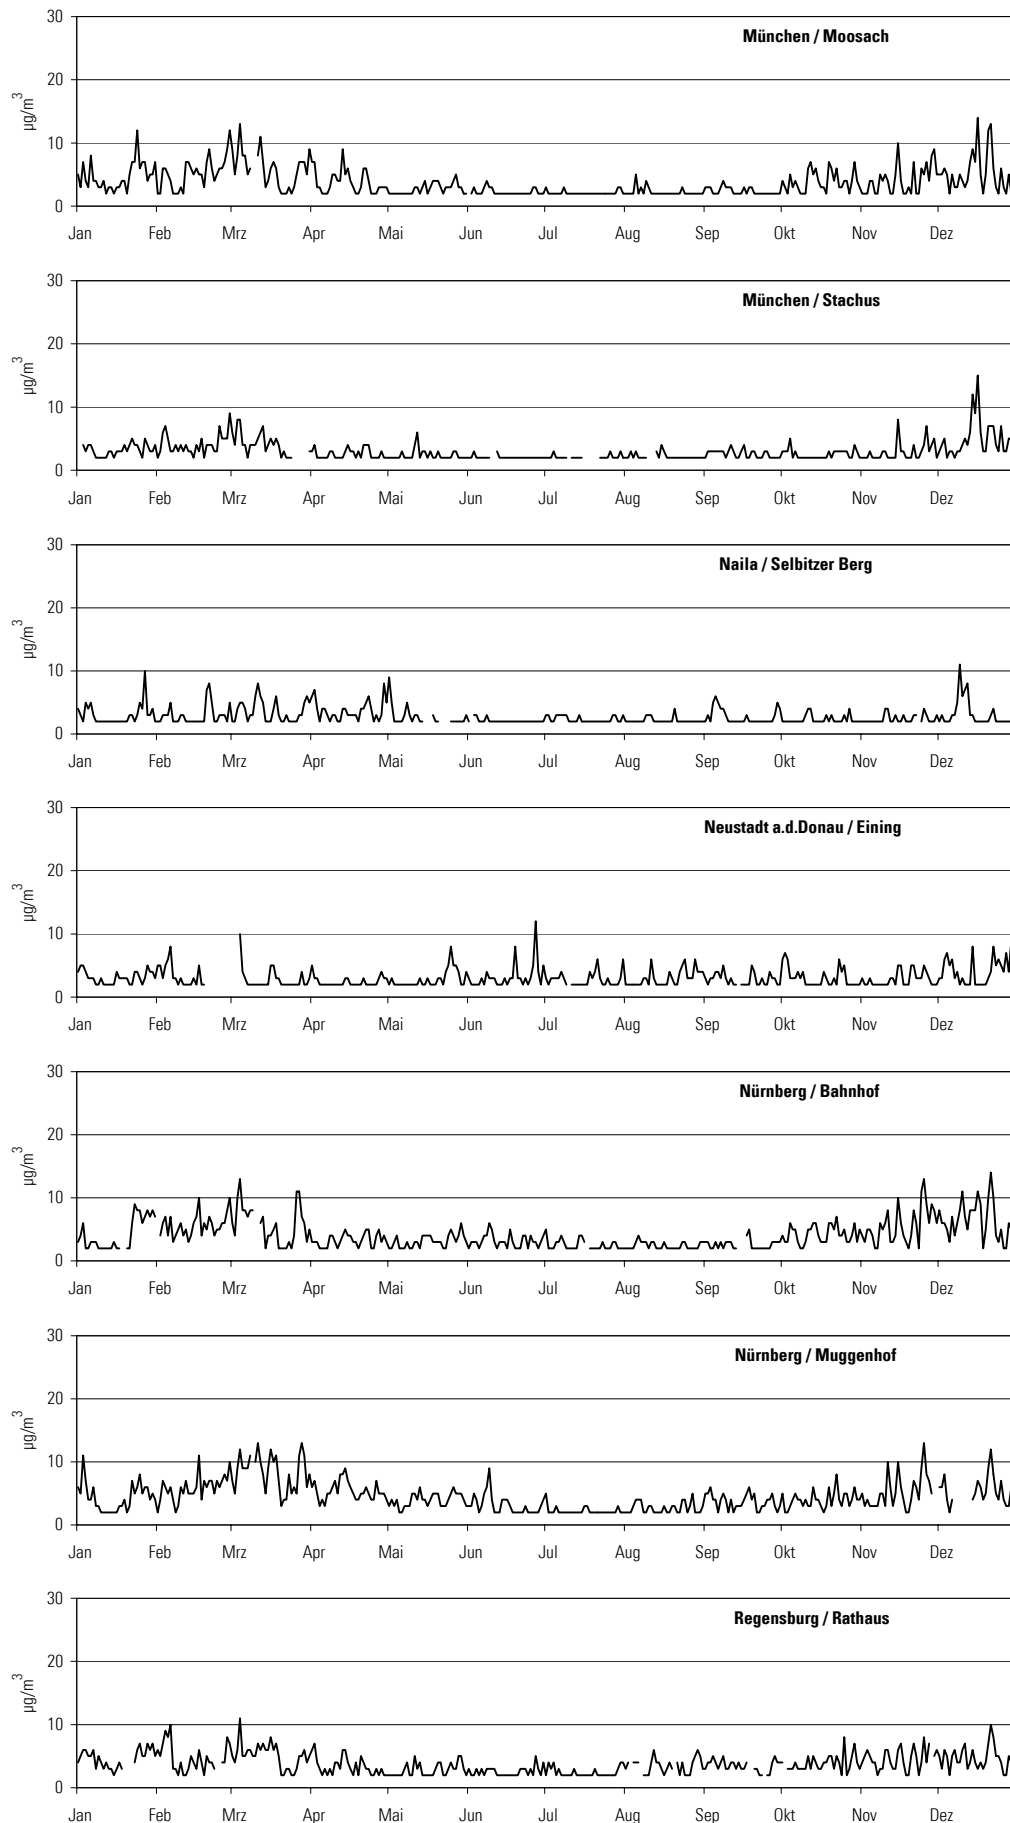 München / Moosach
30
20
10
0
µg/m³
Jan Feb Mrz Apr Mai Jun Jul Aug Sep Okt Nov Dez
München / Stachus
30
20
10
0
µg/m³
Jan Feb Mrz Apr Mai Jun Jul Aug Sep Okt Nov Dez
Naila / Selbitzer Berg
30
20
10
0
µg/m³
Jan Feb Mrz Apr Mai Jun Jul Aug Sep Okt Nov Dez
Neustadt a.d.Donau / Eining
30
20
10
0
µg/m³
Jan Feb Mrz Apr Mai Jun Jul Aug Sep Okt Nov Dez
Nürnberg / Bahnhof
30
20
10
0
µg/m³
Jan Feb Mrz Apr Mai Jun Jul Aug Sep Okt Nov Dez
Nürnberg / Muggenhof
30
20
10
0
µg/m³
Jan Feb Mrz Apr Mai Jun Jul Aug Sep Okt Nov Dez
Regensburg / Rathaus
30
20
10
0
µg/m³
Jan Feb Mrz Apr Mai Jun Jul Aug Sep Okt Nov Dez